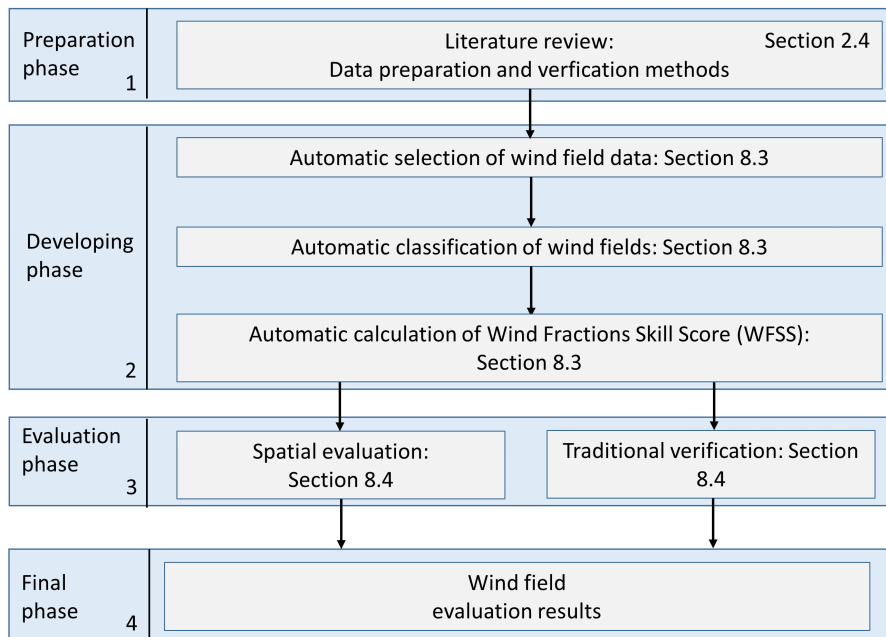 Preparation
phase
1
Literature review:
Section 2.4
Data preparation and verfication methods
Developing
phase
2
Automatic selection of wind field data: Section 8.3
Automatic classification of wind fields: Section 8.3
Automatic calculation of Wind Fractions Skill Score (WFSS):
Section 8.3
Evaluation
phase
3
Spatial evaluation:
Section 8.4
Traditional verification: Section
8.4
Final
phase
4
Wind field
evaluation results